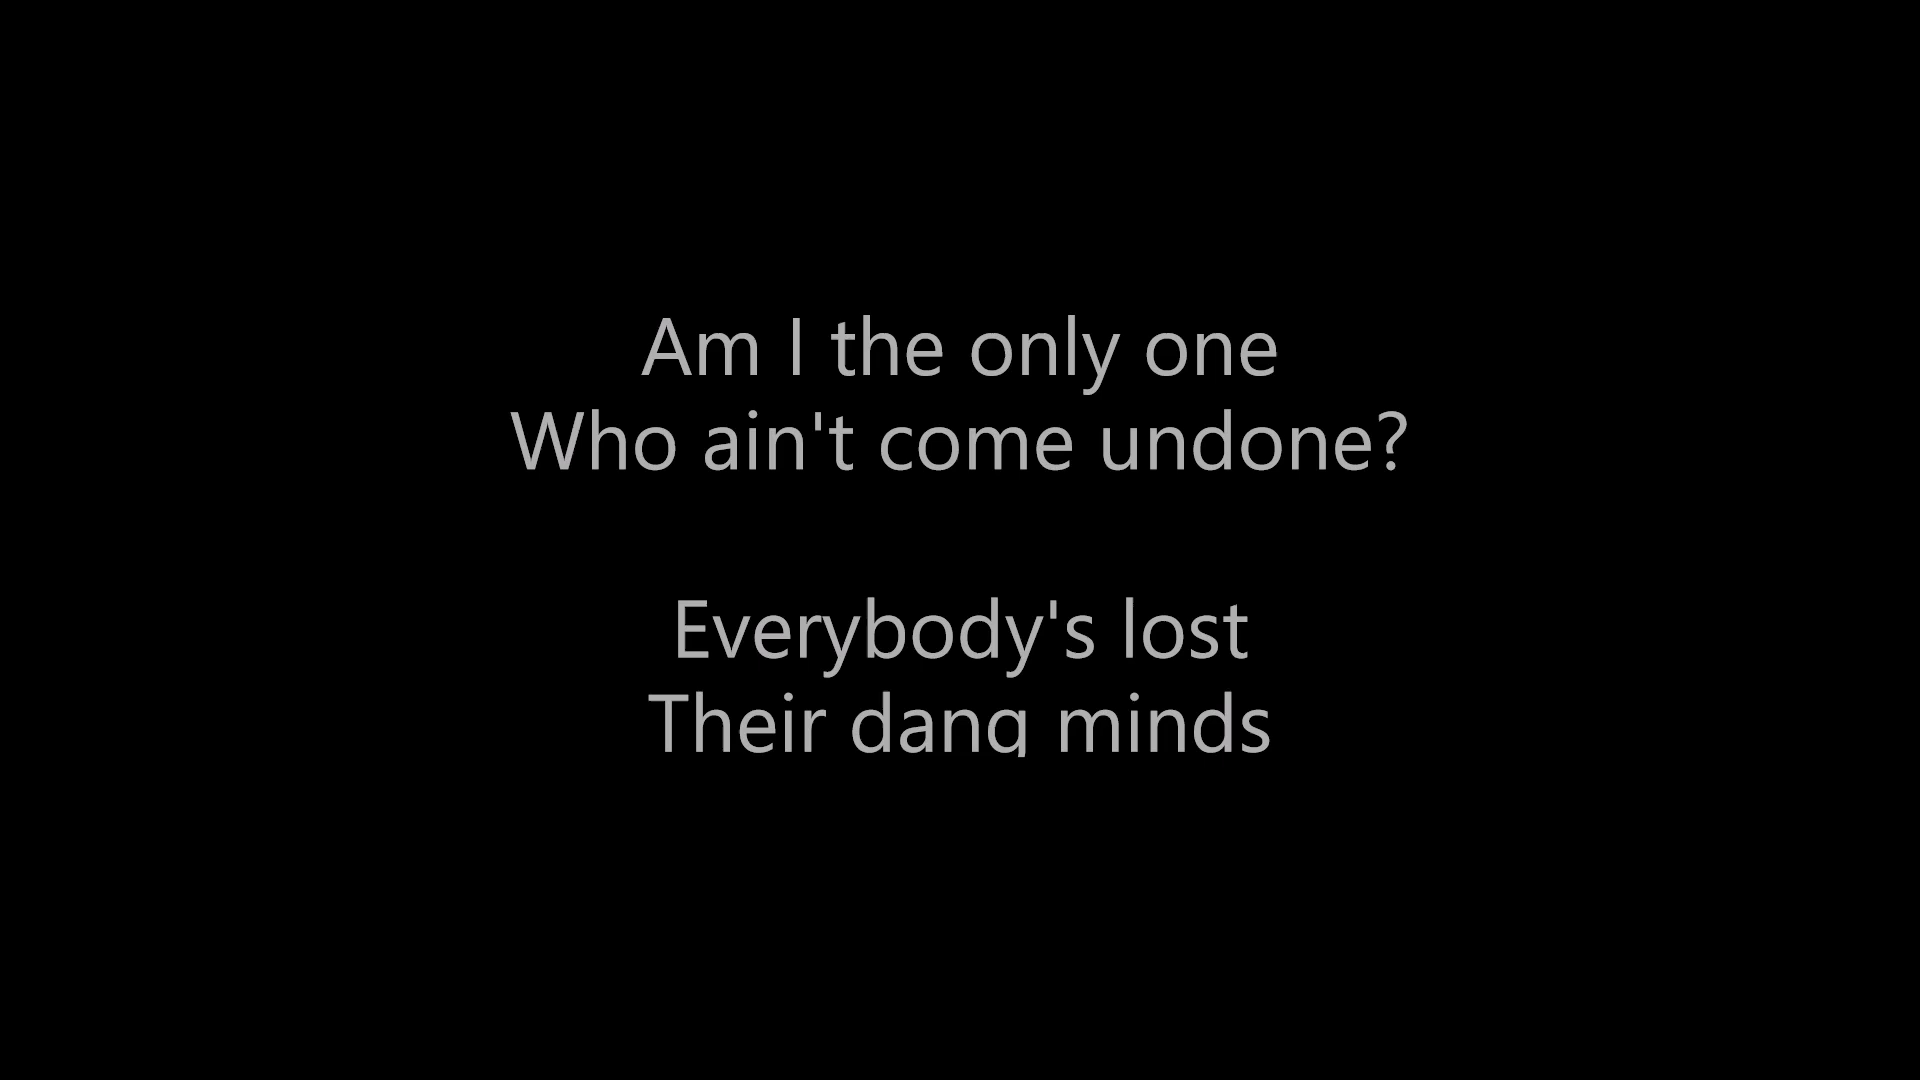 Am I the only one
Who ain't come undone?
Everybody's lost
Their dang minds